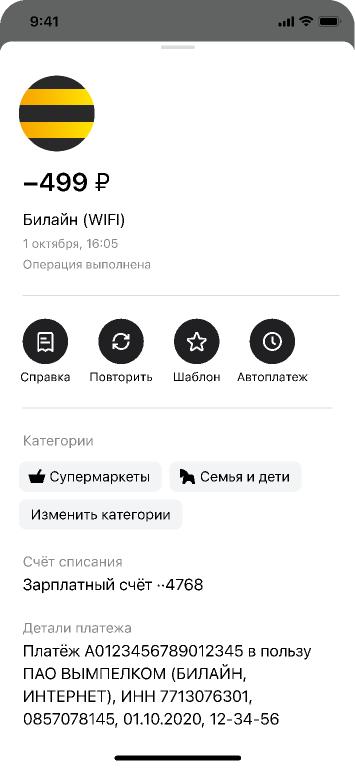 9:41
−499 ₽
Билайн (WIFI)
1 октября, 16:05
Операция выполнена
Справка
Повторить
Шаблон
Автоплатеж
Категории
Супермаркеты
Семья и дети
Изменить категории
Счёт списания
Зарплатный счёт ··4768
Детали платежа
Платёж А0123456789012345 в пользу
ПАО ВЫМПЕЛКОМ (БИЛАЙН,
ИНТЕРНЕТ), ИНН 7713076301,
0857078145, 01.10.2020, 12-34-56